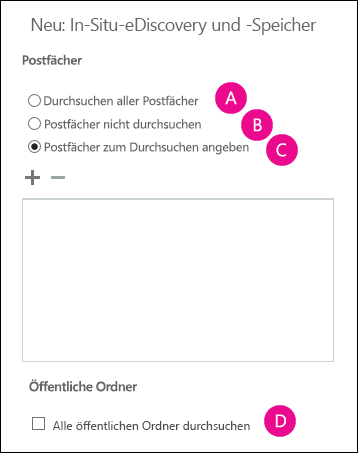 Neu: In-Situ-eDiscovery und -Speicher
Postfächer
Durchsuchen aller Postfächer A
Postfächer nicht durchsuchen B
Postfächer zum Durchsuchen angeben C
Öffentliche Ordner
Alle öffentlichen Ordner durchsuchen D